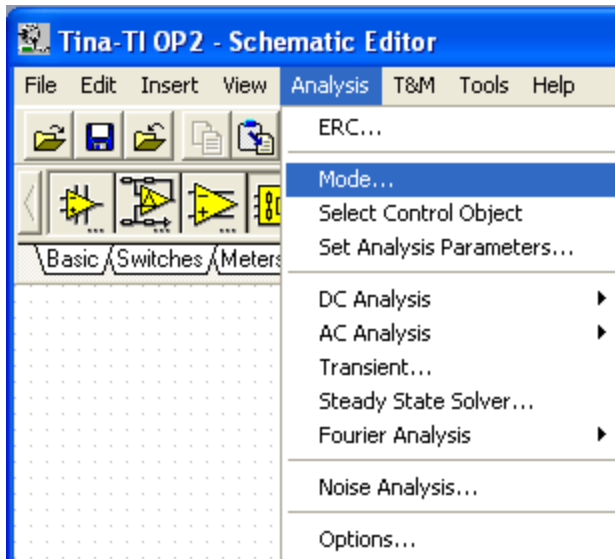 Tina-TI OP2 - Schematic Editor
File Edit Insert View Analysis T&M Tools Help
ERC...
Mode...
Select Control Object
Set Analysis Parameters...
Basic Switches Meters
DC Analysis
AC Analysis
Transient...
Steady State Solver...
Fourier Analysis
Noise Analysis...
Options...